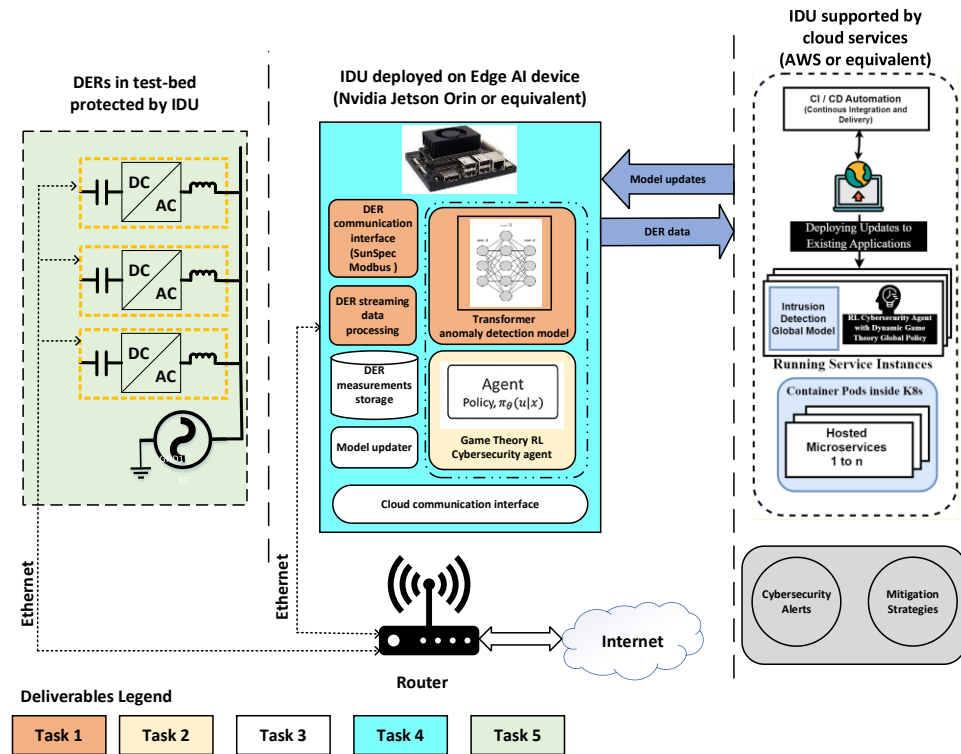 DERs in test-bed
protected by IDU
DC
AC
DC
AC
DC
AC
Ethernet
IDU deployed on Edge AI device
(Nvidia Jetson Orin or equivalent)
DER
communication
interface
(SunSpec
Modbus )
DER streaming
data
processing
DER
measurements
storage
Model updater
Transformer
anomaly detection model
Agent
Policy, πθ(u|x)
Game Theory RL
Cybersecurity agent
Cloud communication interface
Ethernet
Router
Internet
Model updates
DER data
IDU supported by
cloud services
(AWS or equivalent)
CI / CD Automation
(Continous Integration and
Delivery)
Deploying Updates to
Existing Applications
Intrusion
Detection
Global Model
RL Cybersecurity Agent
with Dynamic Game
Theory Global Policy
Running Service Instances
Container Pods inside K8s
Hosted
Microservices
1 to n
Cybersecurity
Alerts
Mitigation
Strategies
Deliverables Legend
Task 1
Task 2
Task 3
Task 4
Task 5